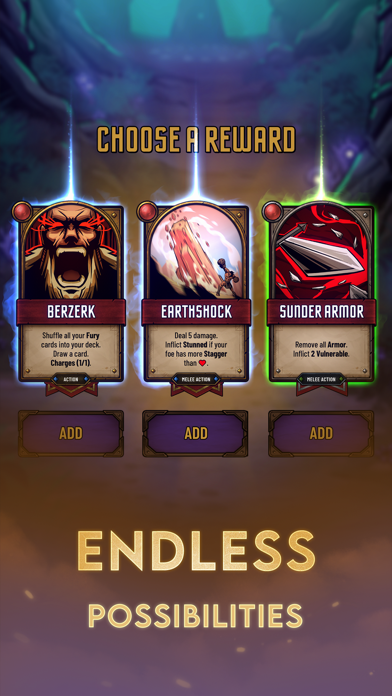 CHOOSE A REWARD
BERZERK
Shuffle all your Fury
cards into your deck.
Draw a card.
Charges (1/1).
ACTION
ADD
EARTHSHOCK
Deal 5 damage.
Inflict Stunned if your
foe has more Stagger
than ♥.
MELEE ACTION
ADD
SUNDER ARMOR
Remove all Armor.
Inflict 2 Vulnerable.
MELEE ACTION
ADD
ENDLESS
POSSIBILITIES